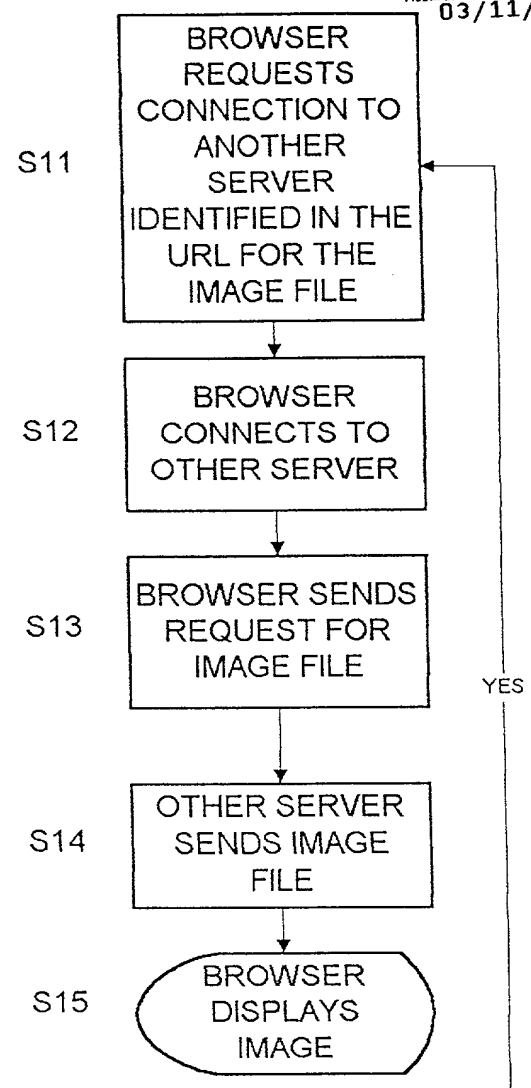 03/11/
BROWSER
REQUESTS
CONNECTION TO
ANOTHER
SERVER
IDENTIFIED IN THE
URL FOR THE
IMAGE FILE
S11
BROWSER
CONNECTS TO
OTHER SERVER
S12
BROWSER SENDS
REQUEST FOR
IMAGE FILE
S13
YES
OTHER SERVER
SENDS IMAGE
FILE
S14
BROWSER
DISPLAYS
IMAGE
S15